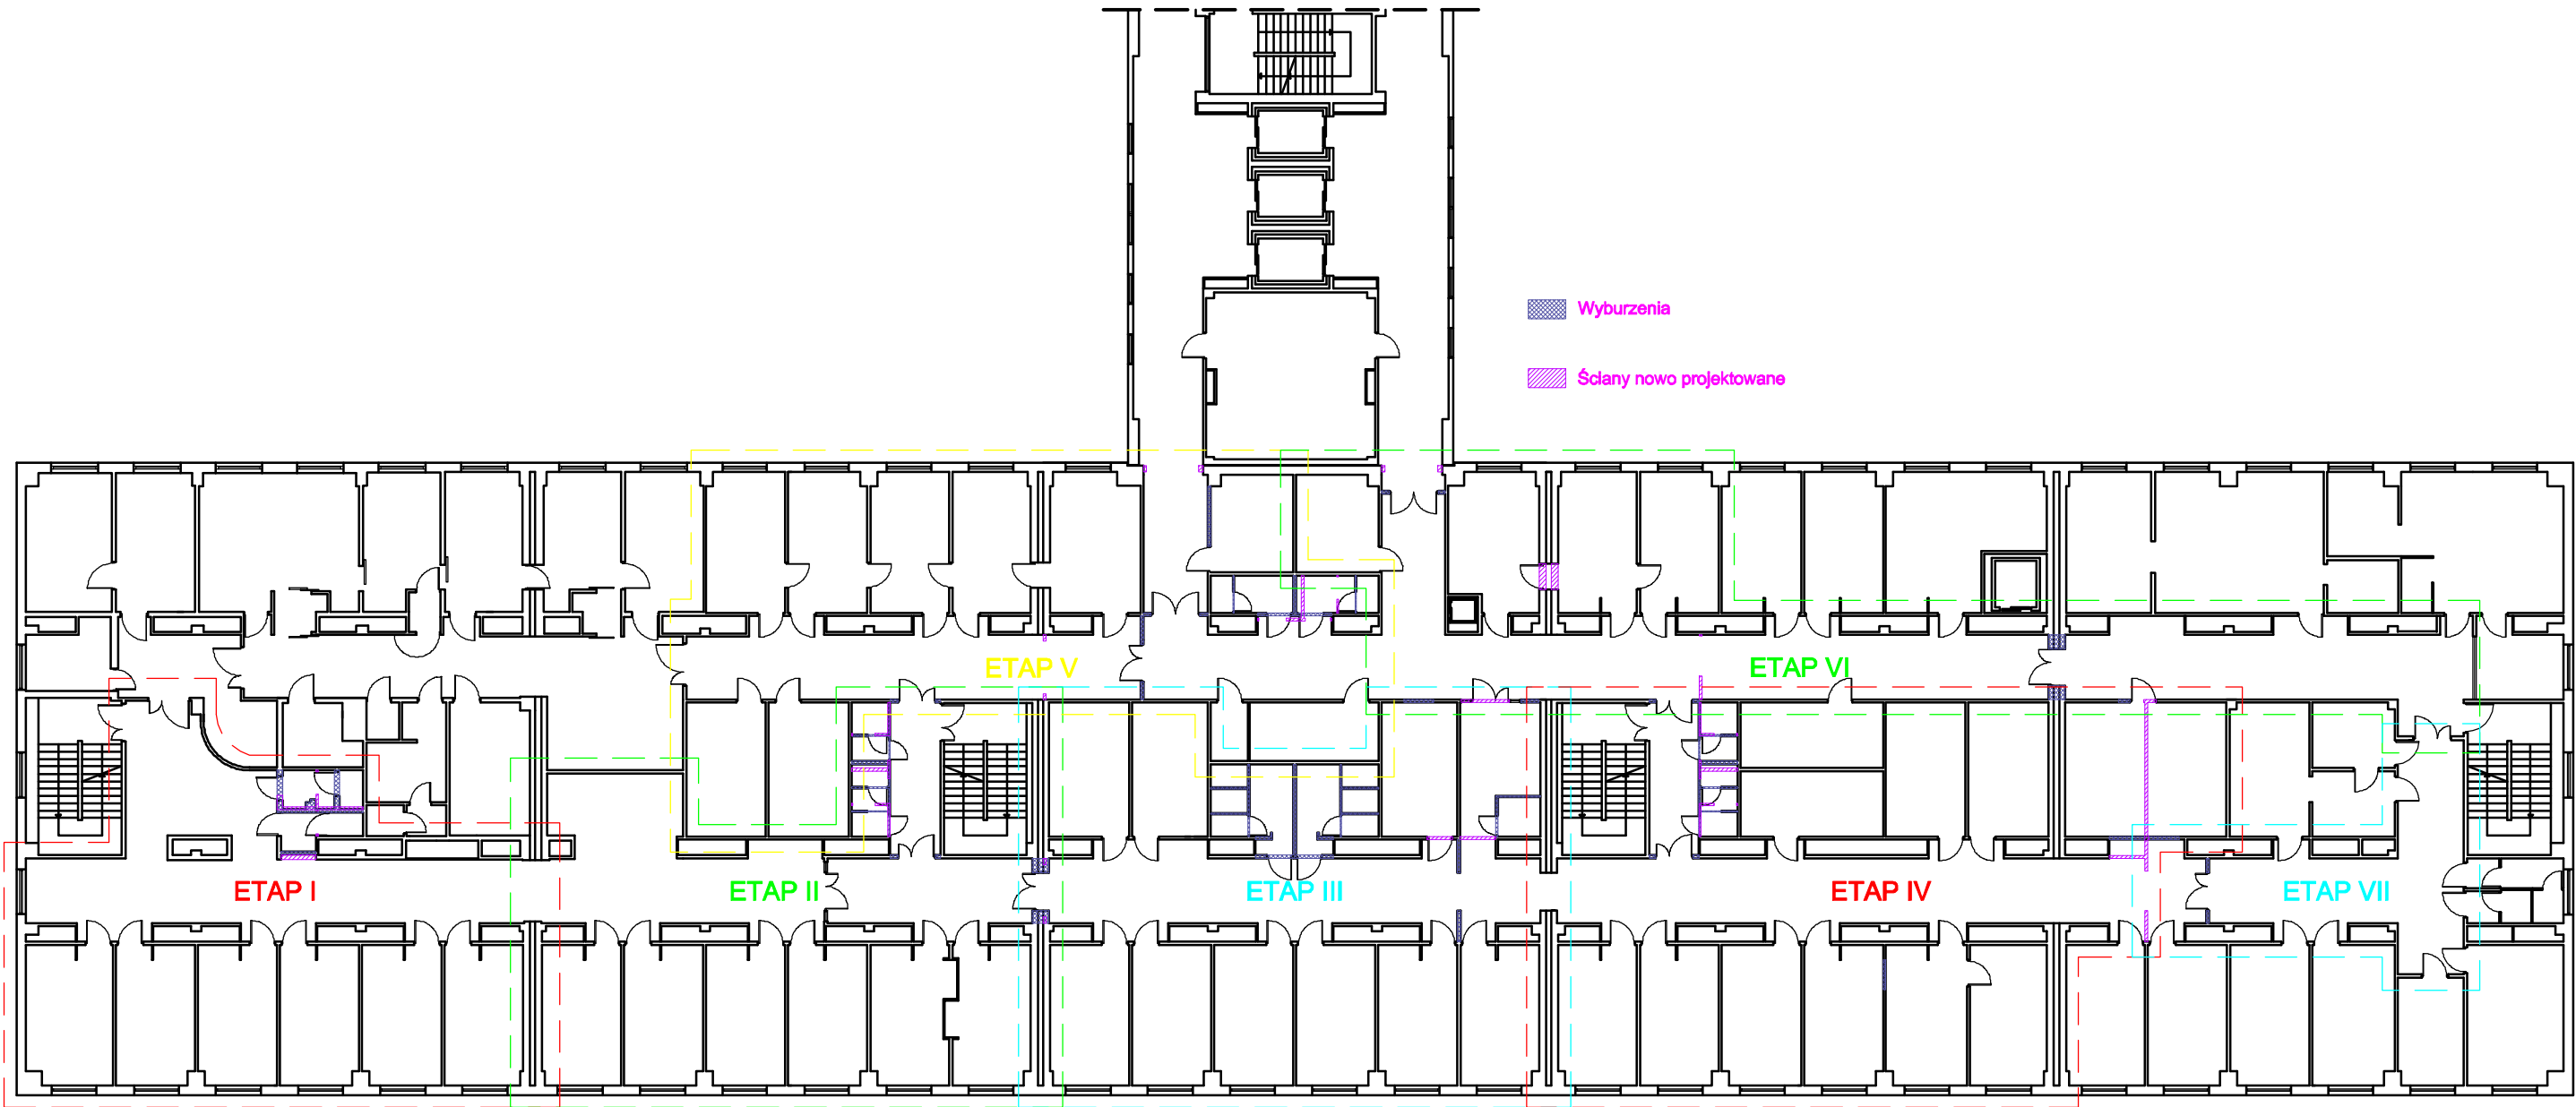 Wyburzenia
Ściany nowo projektowane
ETAP V
ETAP VI
ETAP I
ETAP II
ETAP III
ETAP IV
ETAP VII